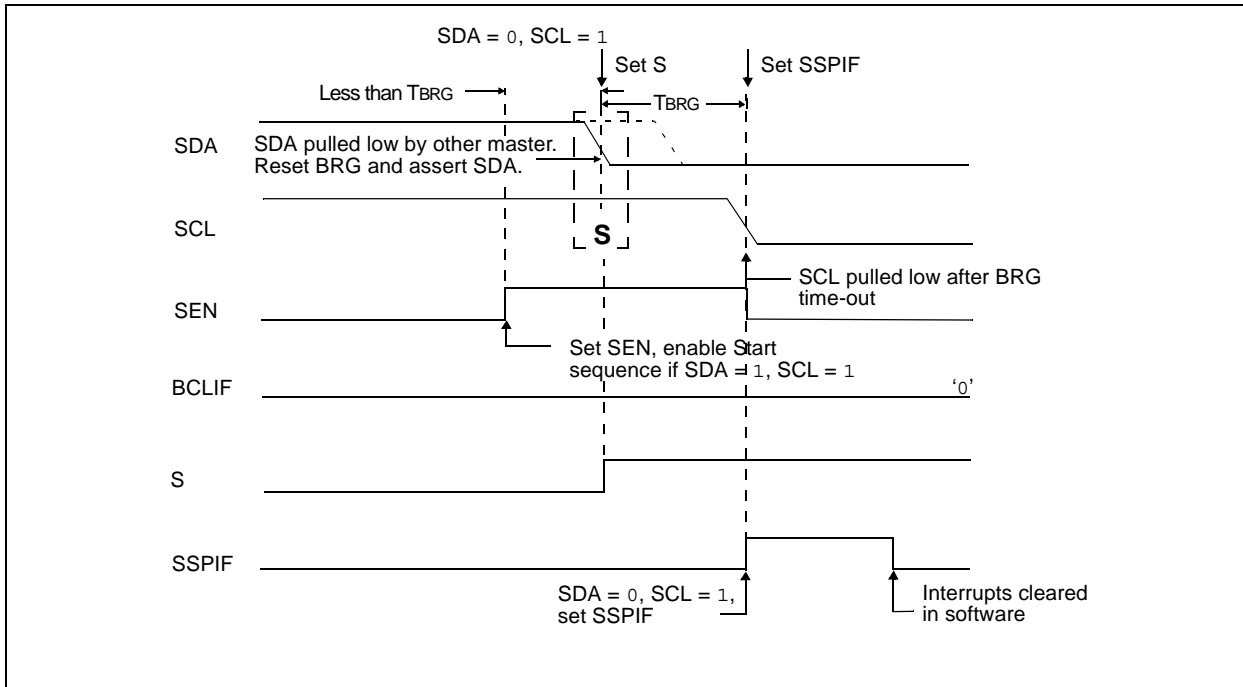 SDA = 0, SCL = 1
Set S
Set SSPIF
Less than TBRG
TBRG
SDA
SDA pulled low by other master.
Reset BRG and assert SDA.
SCL
S
SCL pulled low after BRG
time-out
SEN
Set SEN, enable Start
sequence if SDA = 1, SCL = 1
BCLIF
‘0’
S
SSPIF
SDA = 0, SCL = 1,
set SSPIF
Interrupts cleared
in software